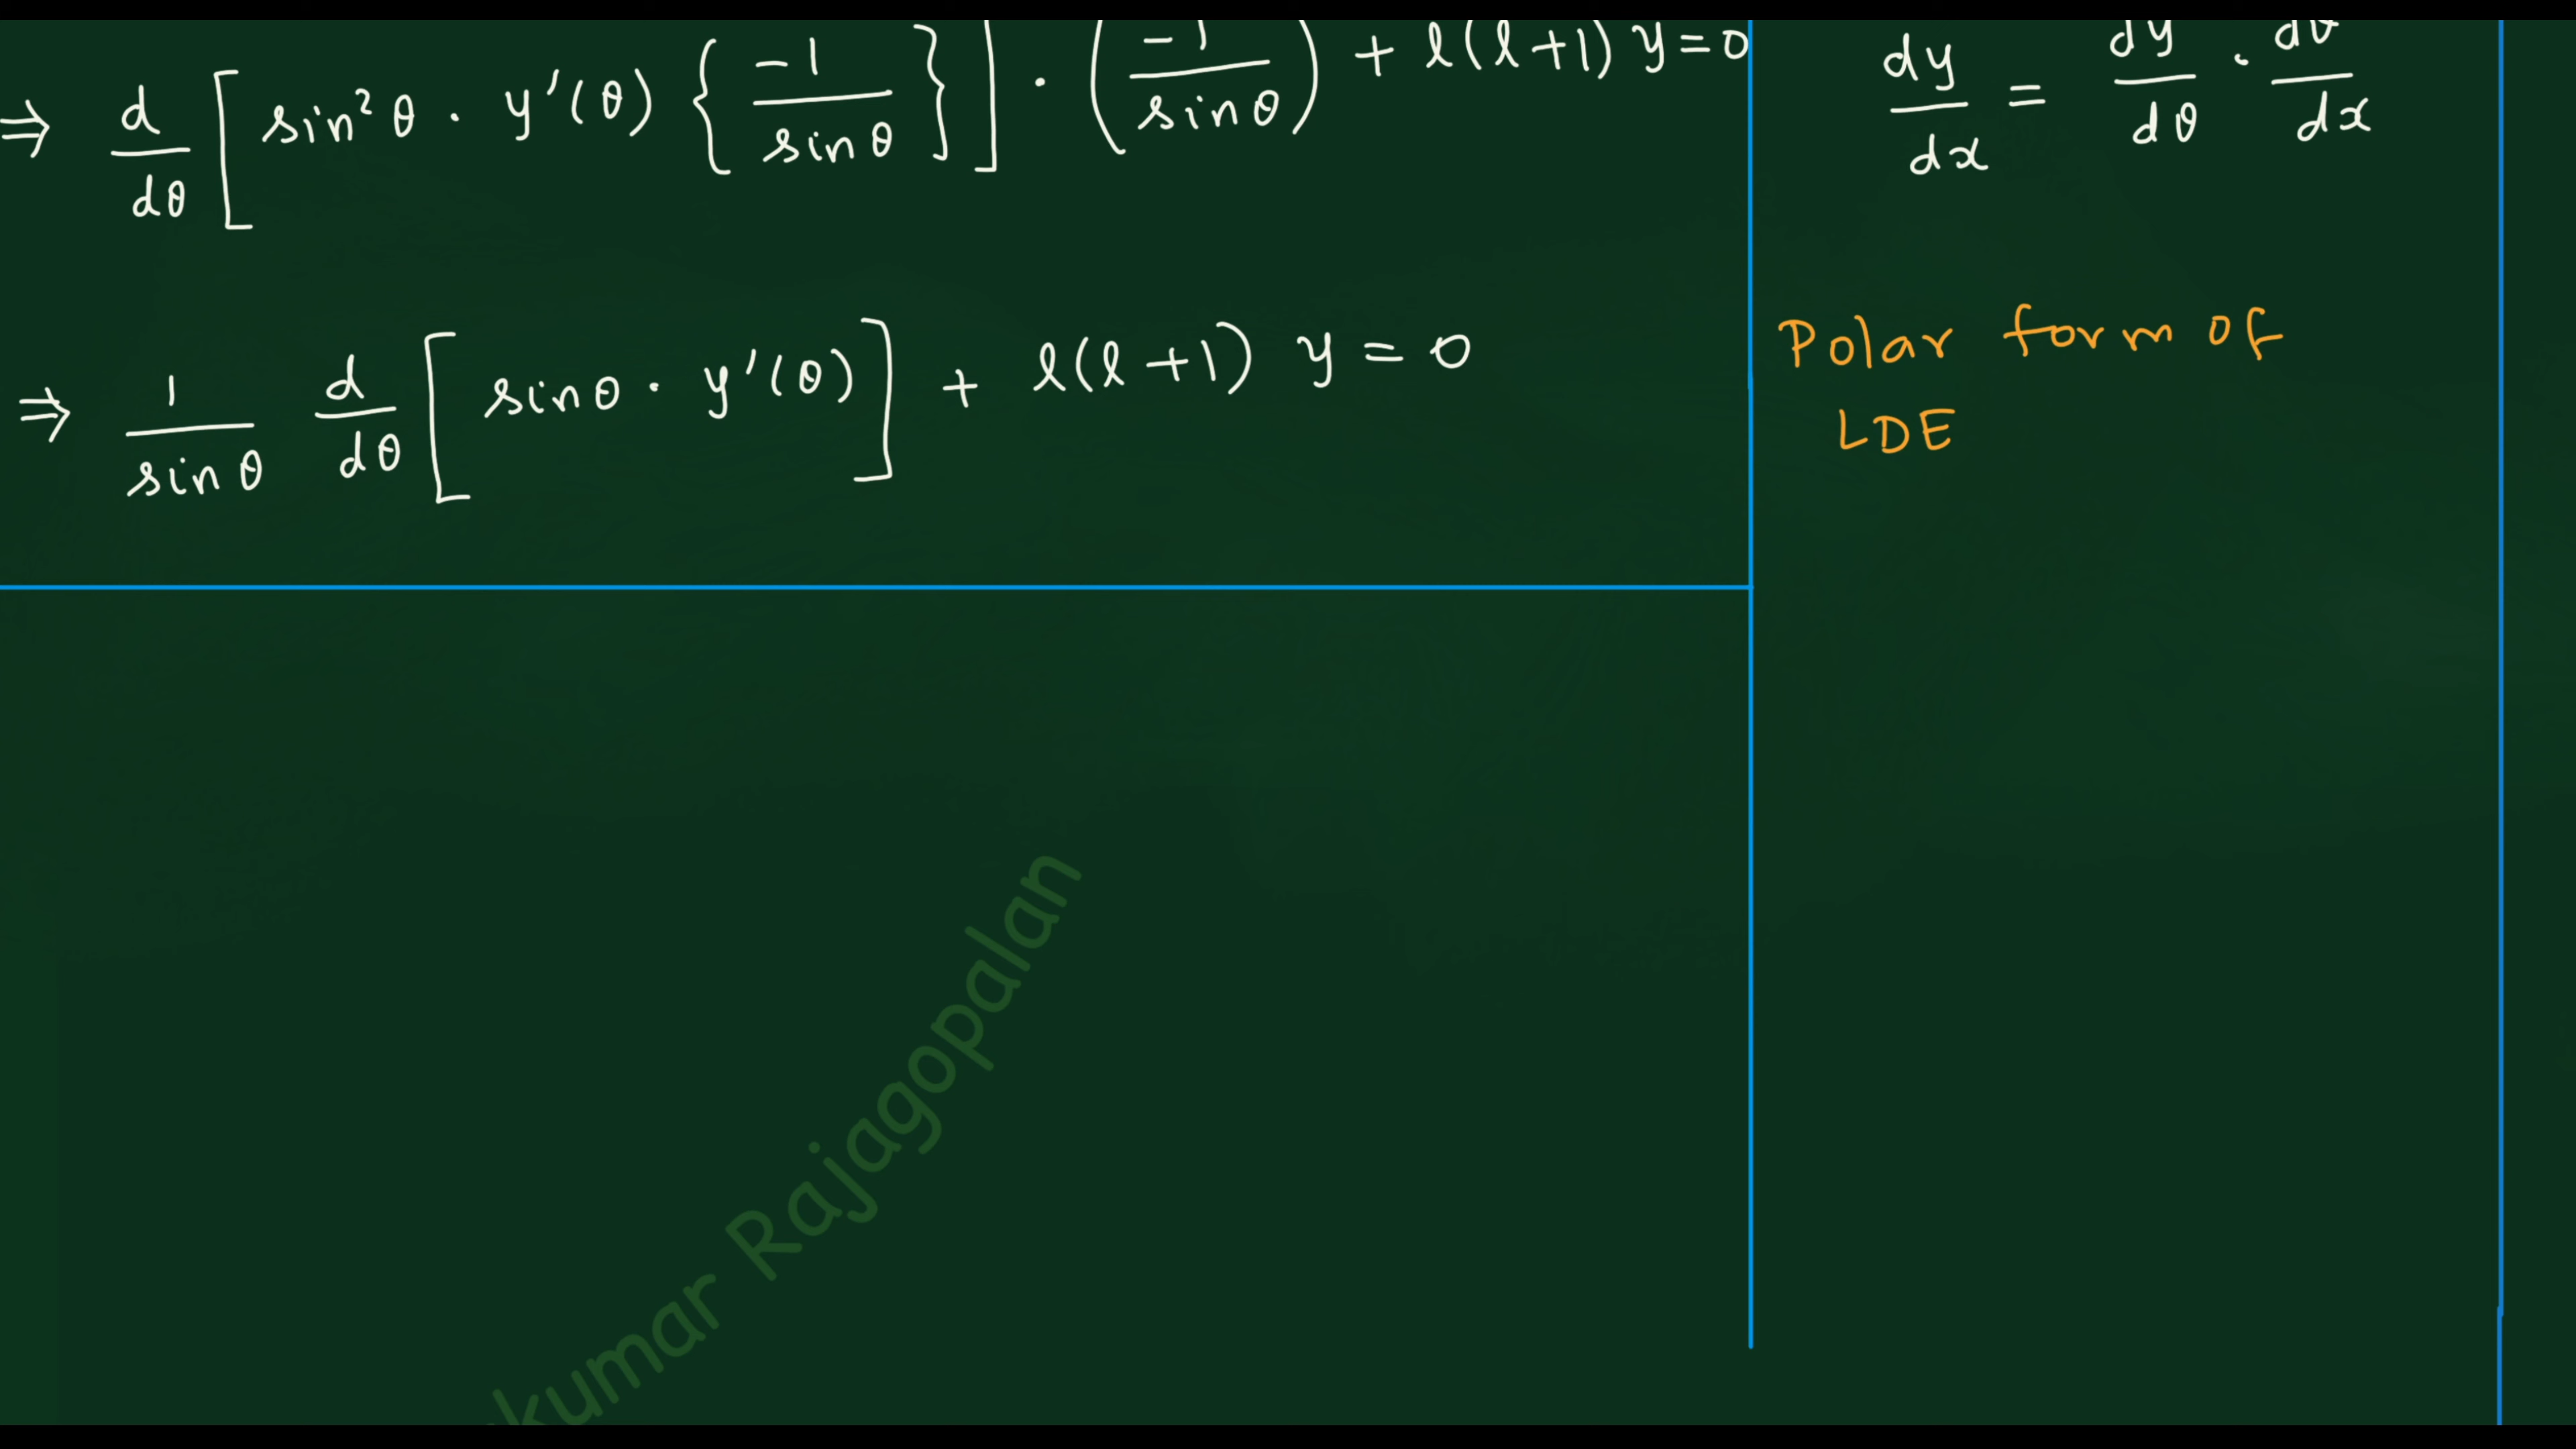 ⇒ d/dθ [ sin²θ · y'(θ) { -1/sinθ } ] · ( -1/sinθ ) + l(l+1) y = 0
⇒ 1/sinθ d/dθ [ sinθ · y'(θ) ] + l(l+1) y = 0
dy/dx = dy/dθ · dθ/dx
Polar form of
LDE
kumar Rajagopalan